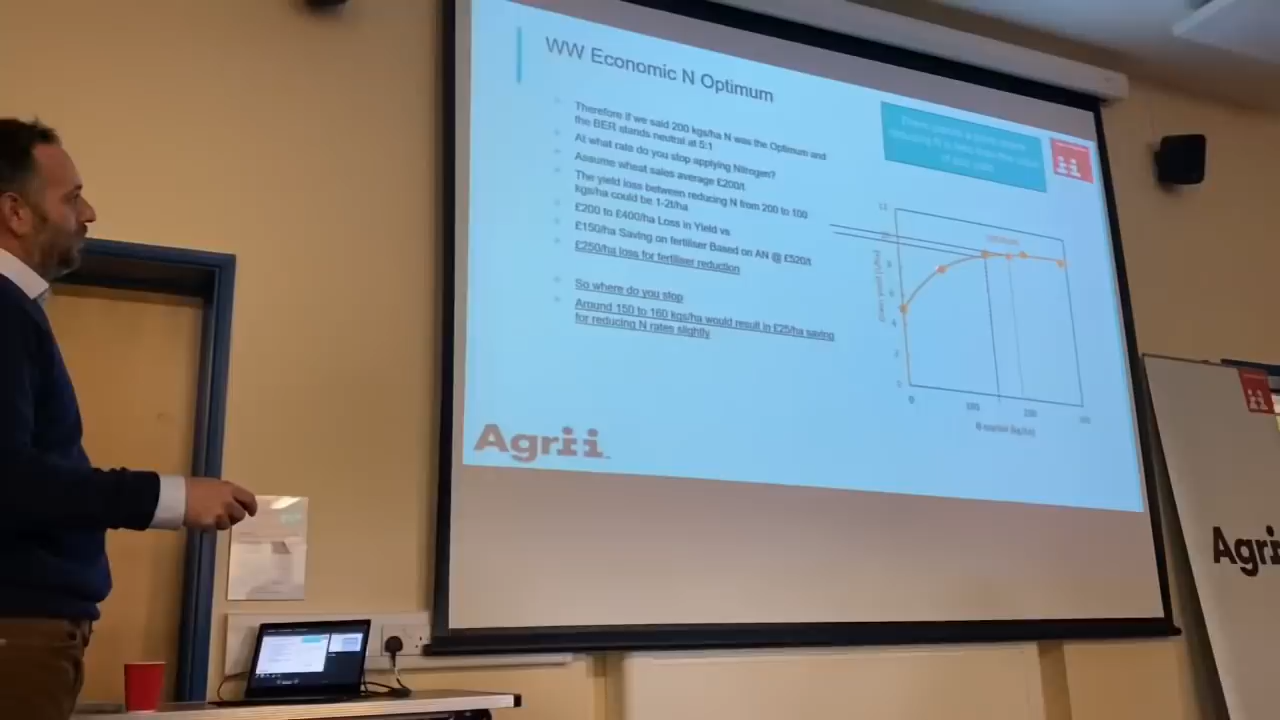 WW Economic N Optimum
Therefore if we said 200 kgs/ha N was the Optimum and
the BER stands neutral at 5:1
At what rate do you stop applying Nitrogen?
Assume wheat sales average £200/t
The yield loss between reducing N from 200 to 100
kgs/ha could be 1-2t/ha
£200 to £400/ha Loss in Yield vs
£150/ha Saving on fertiliser Based on AN @ £520/t
£250/ha loss for fertiliser reduction
So where do you stop
Around 150 to 160 kgs/ha would result in £25/ha saving
for reducing N rates slightly
0
100
200
Agrii
Agrii